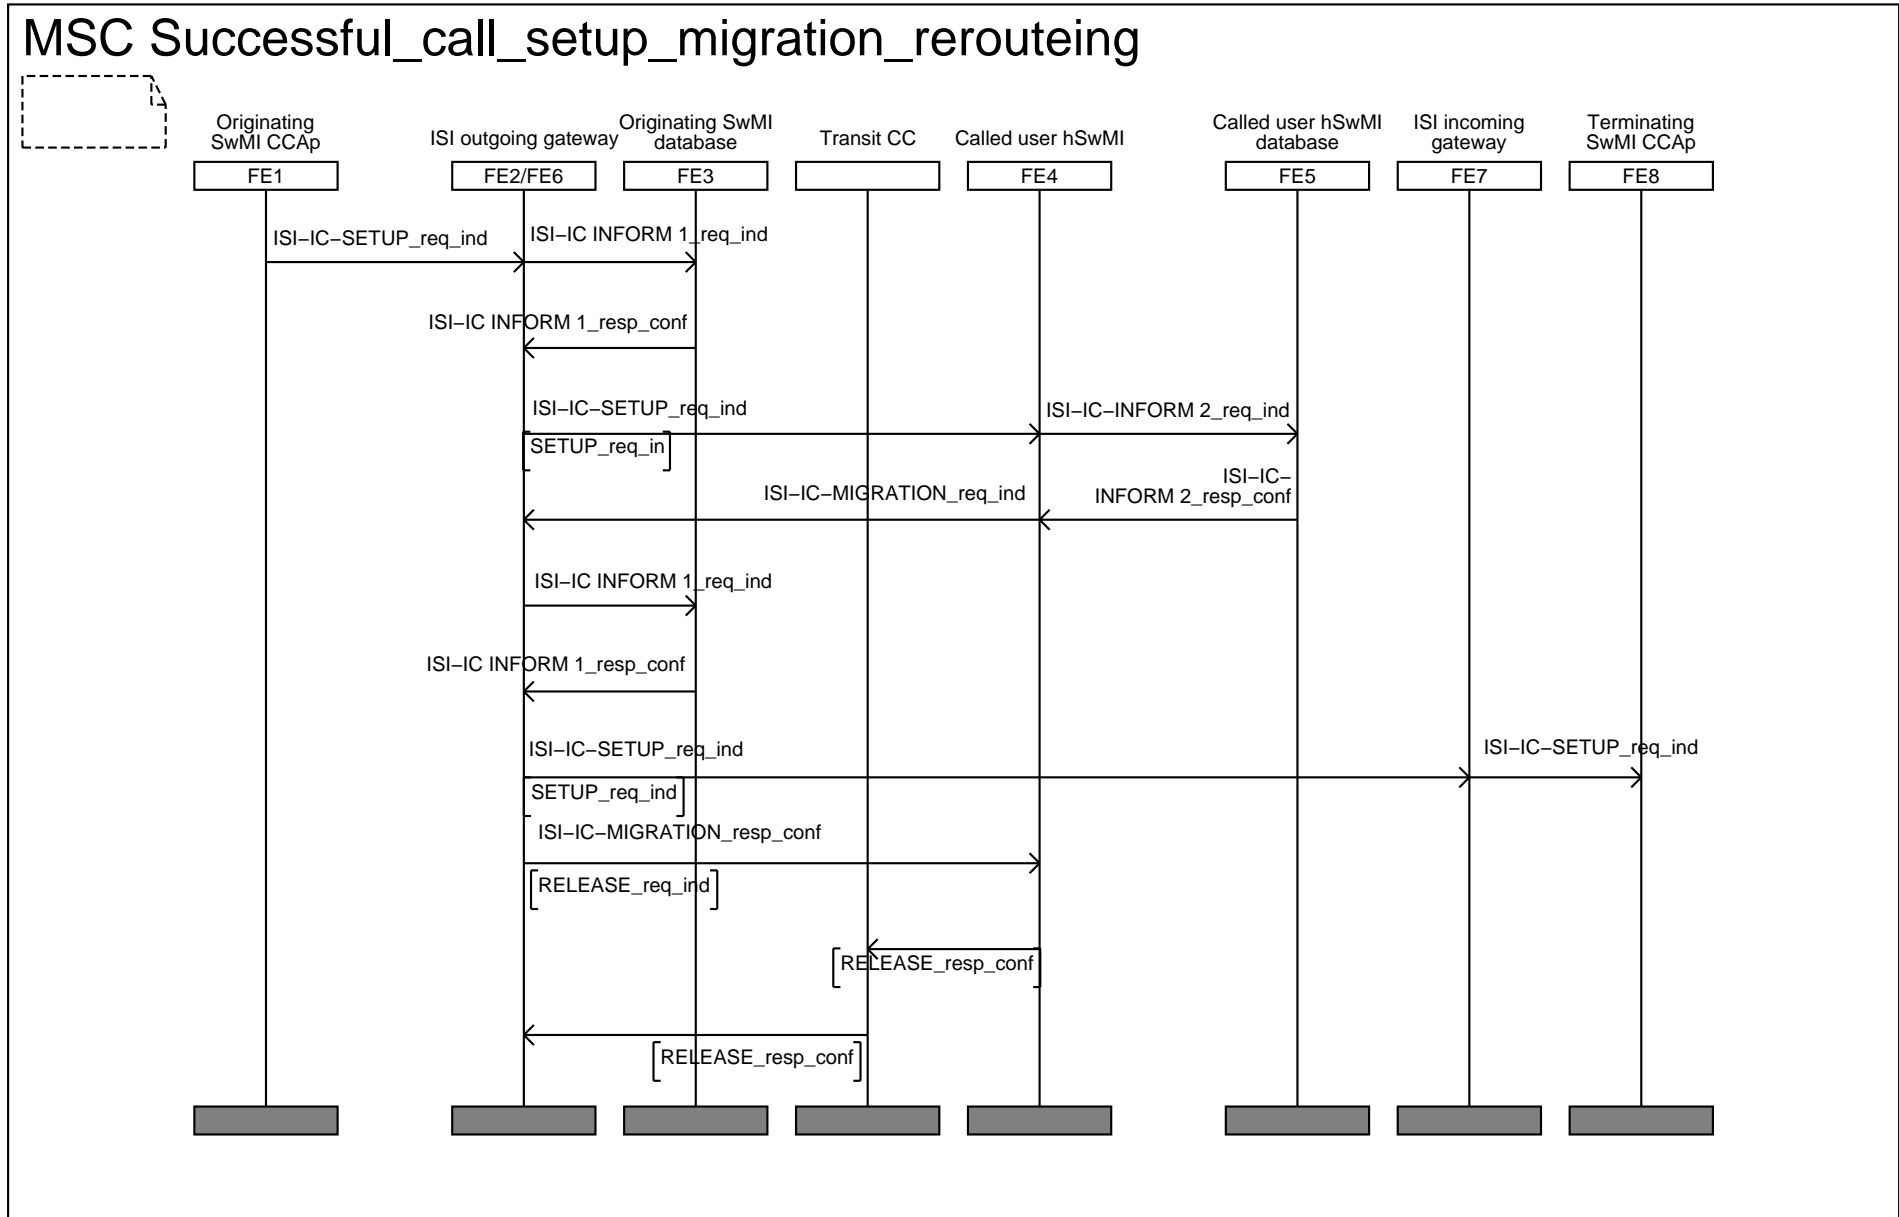 MSC Successful_call_setup_migration_rerouteing
Originating
SwMI CCAp
ISI outgoing gateway
Originating SwMI
database
Transit CC
Called user hSwMI
Called user hSwMI
database
ISI incoming
gateway
Terminating
SwMI CCAp
FE1
FE2/FE6
FE3
FE4
FE5
FE7
FE8
ISI–IC–SETUP_req_ind
ISI–IC INFORM 1_req_ind
ISI–IC INFORM 1_resp_conf
ISI–IC–SETUP_req_ind
ISI–IC–INFORM 2_req_ind
SETUP_req_in
ISI–IC–MIGRATION_req_ind
ISI–IC–
INFORM 2_resp_conf
ISI–IC INFORM 1_req_ind
ISI–IC INFORM 1_resp_conf
ISI–IC–SETUP_req_ind
ISI–IC–SETUP_req_ind
SETUP_req_ind
ISI–IC–MIGRATION_resp_conf
RELEASE_req_ind
RELEASE_resp_conf
RELEASE_resp_conf